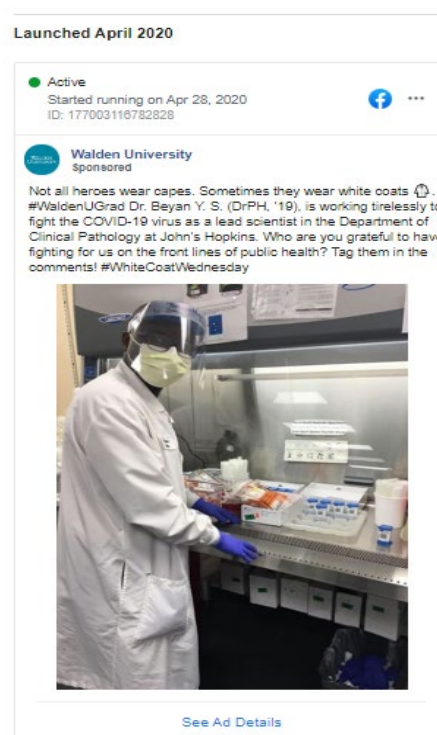 Launched April 2020
Active
Started running on Apr 28, 2020
ID: 177003116782828
Walden University
Sponsored
Not all heroes wear capes. Sometimes they wear white coats 🥼.
#WaldenUGrad Dr. Beyan Y. S. (DrPH, '19), is working tirelessly to
fight the COVID-19 virus as a lead scientist in the Department of
Clinical Pathology at John's Hopkins. Who are you grateful to have
fighting for us on the front lines of public health? Tag them in the
comments! #WhiteCoatWednesday
See Ad Details